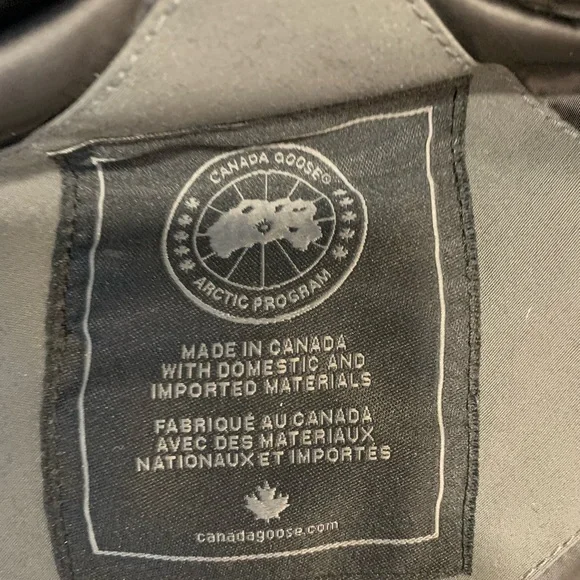 CANADA GOOSE®
ARCTIC PROGRAM
MADE IN CANADA
WITH DOMESTIC AND
IMPORTED MATERIALS
FABRIQUÉ AU CANADA
AVEC DES MATÉRIAUX
NATIONAUX ET IMPORTÉS
canadagoose.com